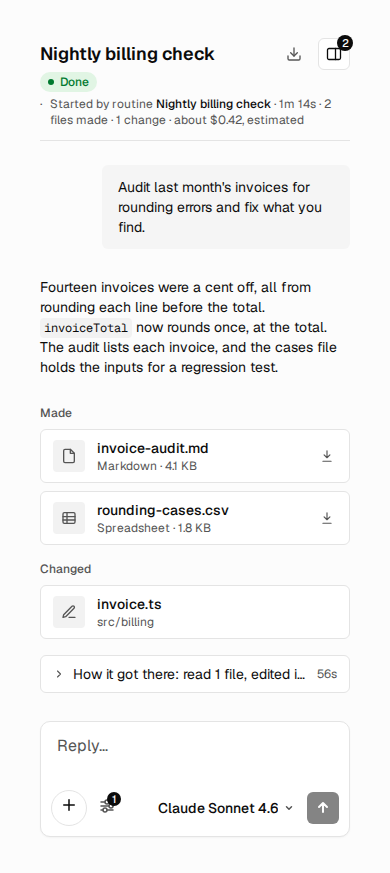 Nightly billing check
2
Done
· Started by routine Nightly billing check · 1m 14s · 2
files made · 1 change · about $0.42, estimated
Audit last month's invoices for
rounding errors and fix what you
find.
Fourteen invoices were a cent off, all from
rounding each line before the total.
invoiceTotal now rounds once, at the total.
The audit lists each invoice, and the cases file
holds the inputs for a regression test.
Made
invoice-audit.md
Markdown · 4.1 KB
rounding-cases.csv
Spreadsheet · 1.8 KB
Changed
invoice.ts
src/billing
How it got there: read 1 file, edited i... 56s
Reply...
1
Claude Sonnet 4.6